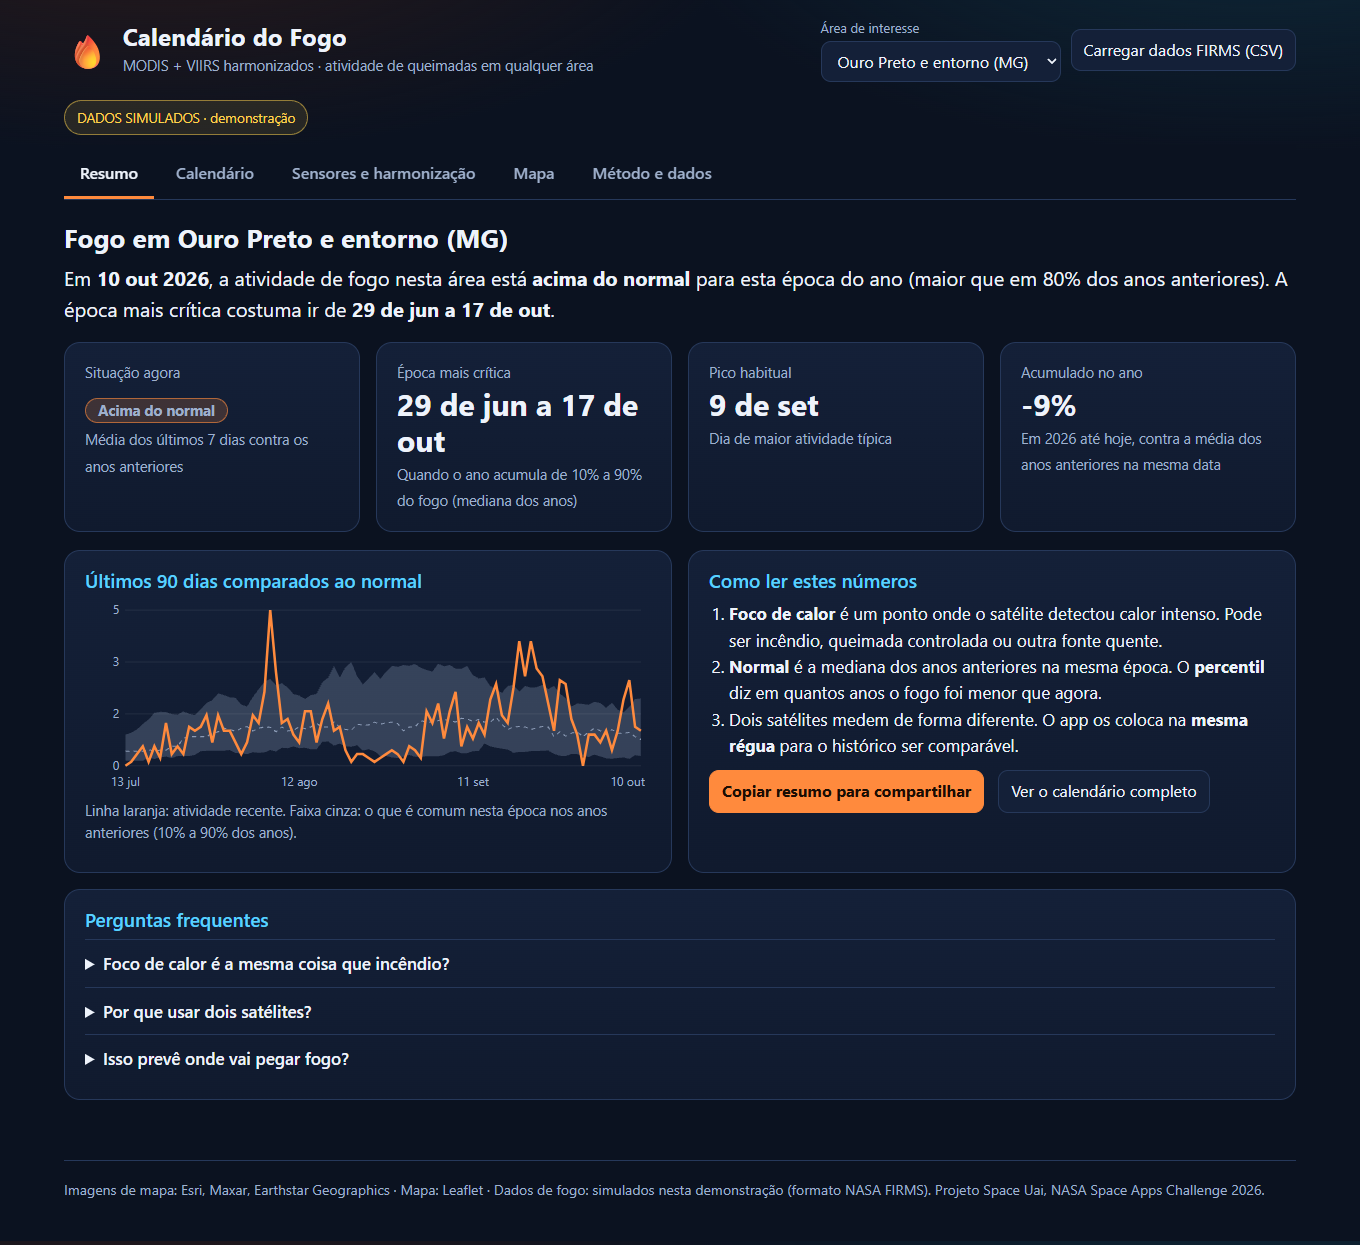 Calendário do Fogo
MODIS + VIIRS harmonizados · atividade de queimadas em qualquer área
Área de interesse
Ouro Preto e entorno (MG)
Carregar dados FIRMS (CSV)
DADOS SIMULADOS · demonstração
Resumo
Calendário
Sensores e harmonização
Mapa
Método e dados
Fogo em Ouro Preto e entorno (MG)
Em 10 out 2026, a atividade de fogo nesta área está acima do normal para esta época do ano (maior que em 80% dos anos anteriores). A
época mais crítica costuma ir de 29 de jun a 17 de out.
Situação agora
Acima do normal
Média dos últimos 7 dias contra os
anos anteriores
Época mais crítica
29 de jun a 17 de
out
Quando o ano acumula de 10% a 90%
do fogo (mediana dos anos)
Pico habitual
9 de set
Dia de maior atividade típica
Acumulado no ano
-9%
Em 2026 até hoje, contra a média dos
anos anteriores na mesma data
Últimos 90 dias comparados ao normal
5
3
2
0
13 jul
12 ago
11 set
10 out
Linha laranja: atividade recente. Faixa cinza: o que é comum nesta época nos anos
anteriores (10% a 90% dos anos).
Como ler estes números
1. Foco de calor é um ponto onde o satélite detectou calor intenso. Pode
ser incêndio, queimada controlada ou outra fonte quente.
2. Normal é a mediana dos anos anteriores na mesma época. O percentil
diz em quantos anos o fogo foi menor que agora.
3. Dois satélites medem de forma diferente. O app os coloca na mesma
régua para o histórico ser comparável.
Copiar resumo para compartilhar
Ver o calendário completo
Perguntas frequentes
Foco de calor é a mesma coisa que incêndio?
Por que usar dois satélites?
Isso prevê onde vai pegar fogo?
Imagens de mapa: Esri, Maxar, Earthstar Geographics · Mapa: Leaflet · Dados de fogo: simulados nesta demonstração (formato NASA FIRMS). Projeto Space Uai, NASA Space Apps Challenge 2026.